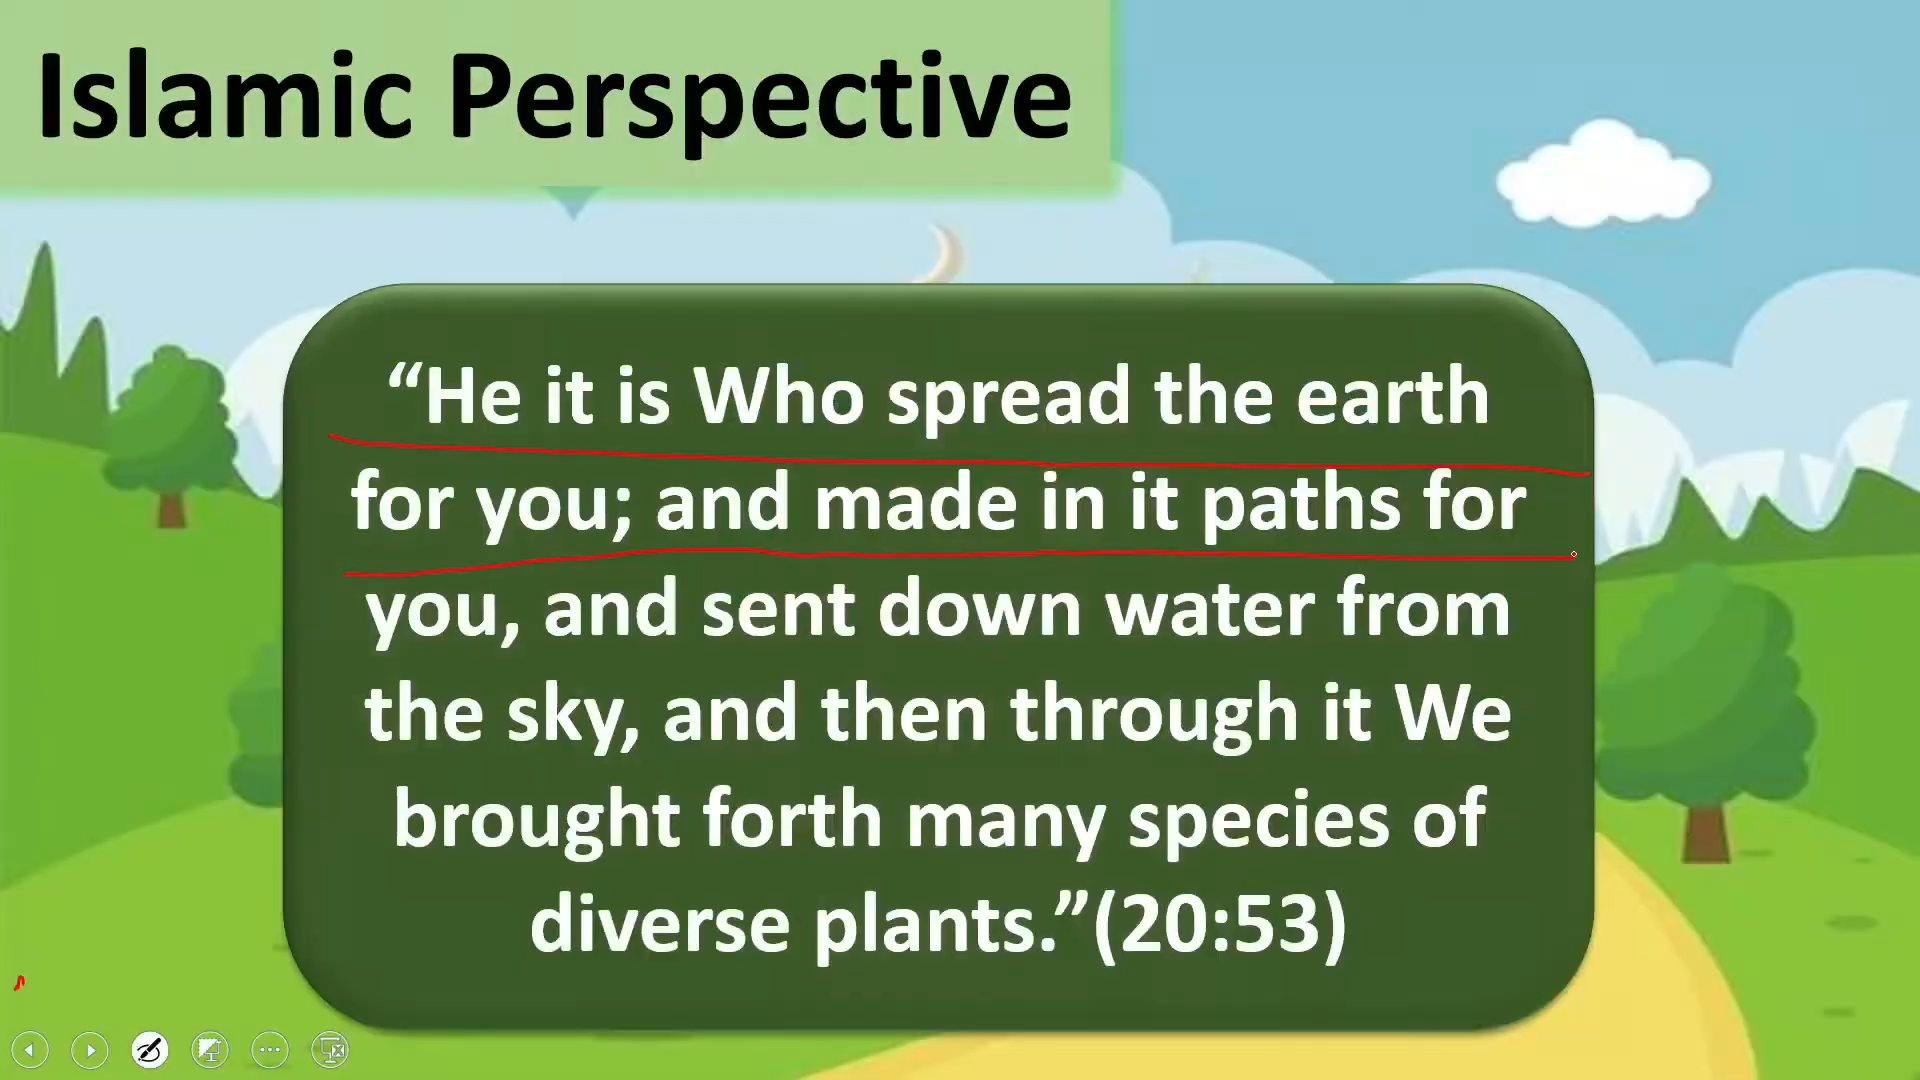 Islamic Perspective
“He it is Who spread the earth
for you; and made in it paths for
you, and sent down water from
the sky, and then through it We
brought forth many species of
diverse plants.”(20:53)